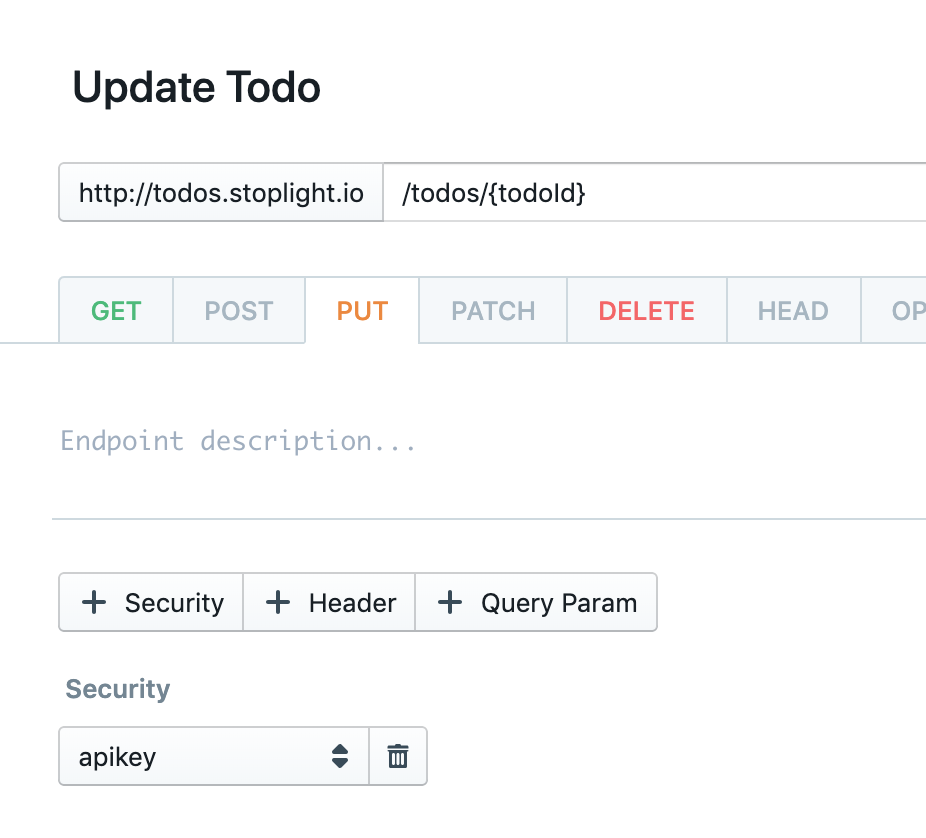 Update Todo
http://todos.stoplight.io /todos/{todoId}
GET POST PUT PATCH DELETE HEAD OP
Endpoint description...
Security Header Query Param
Security
apikey